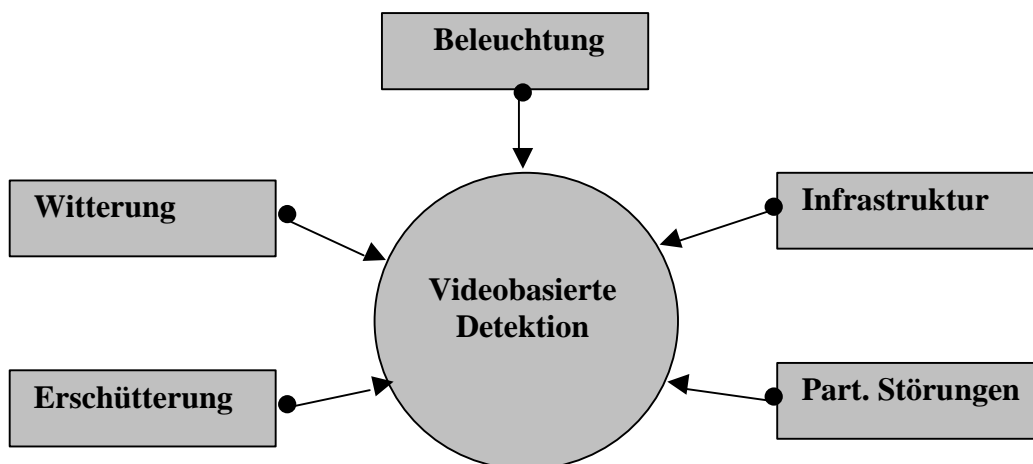 Beleuchtung
Witterung
Infrastruktur
Videobasierte
Detektion
Erschütterung
Part. Störungen